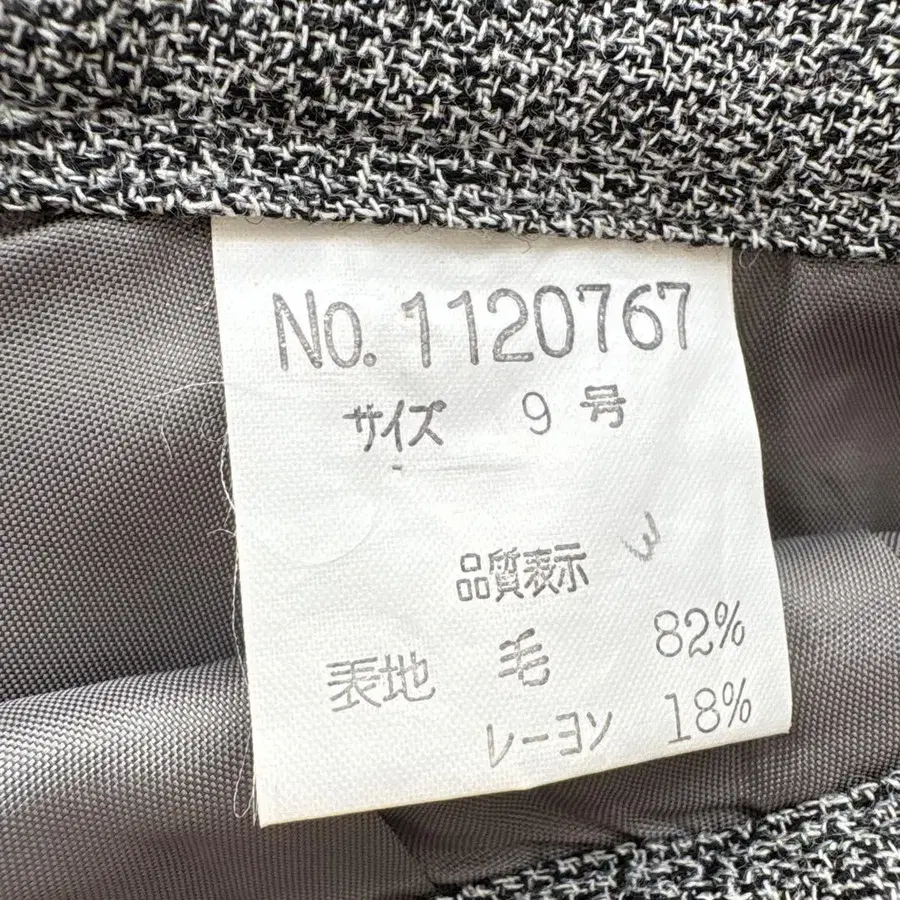 No. 1120767
サイズ 9 号
品質表示
表地 毛 82%
レーヨン 18%